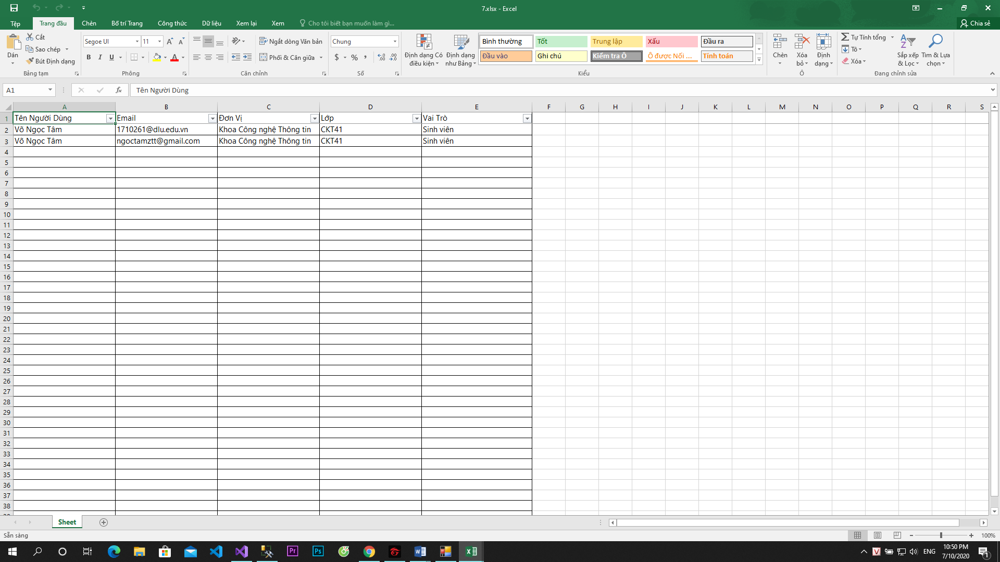 7.xlsx - Excel
Tệp Trang đầu Chèn Bố trí Trang Công thức Dữ liệu Xem lại Xem Cho tôi biết bạn muốn làm gì... Chia sẻ
Dán
Cắt
Sao chép
Bút Định dạng
Bảng tạm
Segoe UI 11
B I U
Phông
Ngắt dòng Văn bản
Phối & Căn giữa
Căn chỉnh
Chung
$ % ,
Số
Định dạng Có điều kiện
Định dạng như Bảng
Bình thường Tốt Trung lập Xấu Đầu ra
Đầu vào Ghi chú Kiểm tra Ô Ô được Nối ... Tính toán
Kiểu
Chèn
Xóa bỏ
Định dạng
Ô
Tự Tính tổng
Tô
Xóa
Sắp xếp & Lọc
Tìm & Lựa chọn
Đang chỉnh sửa
A1 fx Tên Người Dùng
A B C D E F G H I J K L M N O P Q R S
1 Tên Người Dùng Email Đơn Vị Lớp Vai Trò
2 Võ Ngọc Tâm 1710261@dlu.edu.vn Khoa Công nghệ Thông tin CKT41 Sinh viên
3 Võ Ngọc Tâm ngoctamztt@gmail.com Khoa Công nghệ Thông tin CKT41 Sinh viên
4
5
6
7
8
9
10
11
12
13
14
15
16
17
18
19
20
21
22
23
24
25
26
27
28
29
30
31
32
33
34
35
36
37
38
Sheet
Sẵn sàng 100%
Pr Ps ENG 10:50 PM
7/10/2020 1